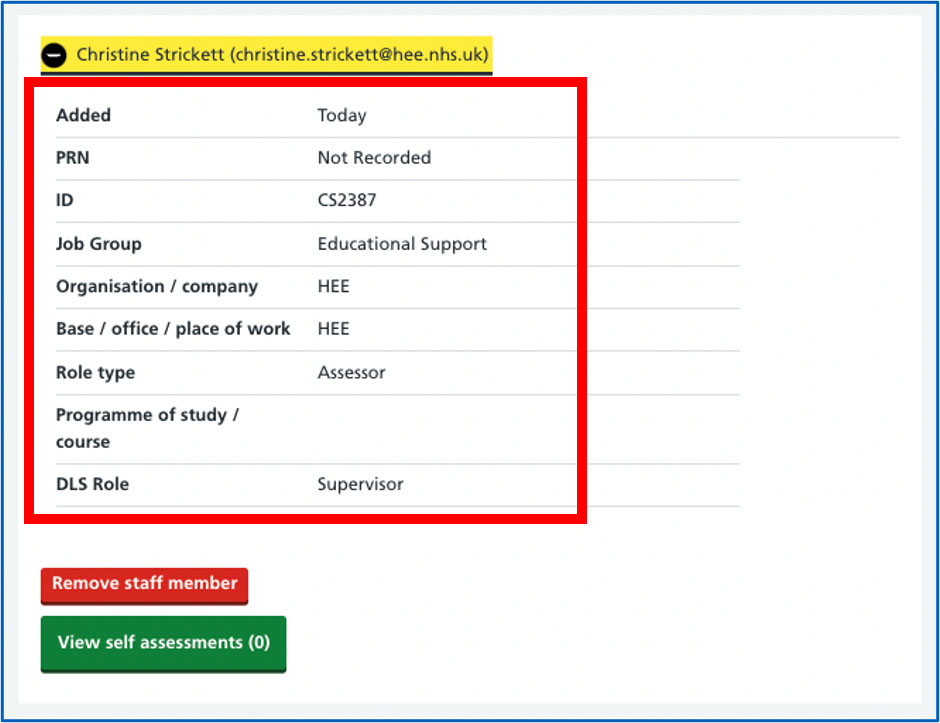 Christine Strickett (christine.strickett@hee.nhs.uk)
Added Today
PRN Not Recorded
ID CS2387
Job Group Educational Support
Organisation / company HEE
Base / office / place of work HEE
Role type Assessor
Programme of study /
course
DLS Role Supervisor
Remove staff member
View self assessments (0)